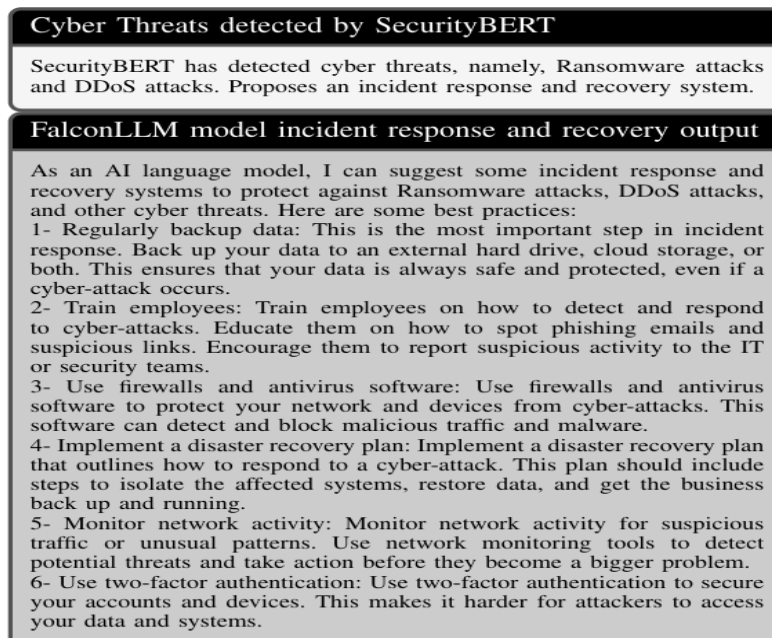 Cyber Threats detected by SecurityBERT
SecurityBERT has detected cyber threats, namely, Ransomware attacks
and DDoS attacks. Proposes an incident response and recovery system.
FalconLLM model incident response and recovery output
As an AI language model, I can suggest some incident response and
recovery systems to protect against Ransomware attacks, DDoS attacks,
and other cyber threats. Here are some best practices:
1- Regularly backup data: This is the most important step in incident
response. Back up your data to an external hard drive, cloud storage, or
both. This ensures that your data is always safe and protected, even if a
cyber-attack occurs.
2- Train employees: Train employees on how to detect and respond
to cyber-attacks. Educate them on how to spot phishing emails and
suspicious links. Encourage them to report suspicious activity to the IT
or security teams.
3- Use firewalls and antivirus software: Use firewalls and antivirus
software to protect your network and devices from cyber-attacks. This
software can detect and block malicious traffic and malware.
4- Implement a disaster recovery plan: Implement a disaster recovery plan
that outlines how to respond to a cyber-attack. This plan should include
steps to isolate the affected systems, restore data, and get the business
back up and running.
5- Monitor network activity: Monitor network activity for suspicious
traffic or unusual patterns. Use network monitoring tools to detect
potential threats and take action before they become a bigger problem.
6- Use two-factor authentication: Use two-factor authentication to secure
your accounts and devices. This makes it harder for attackers to access
your data and systems.